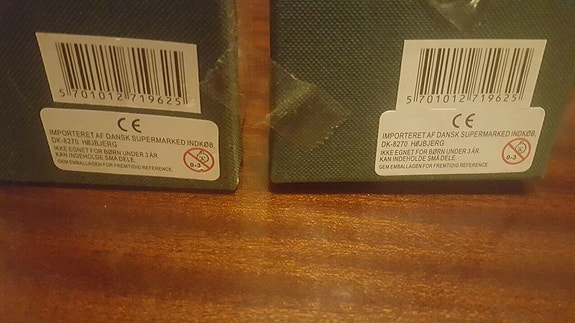 5 701012 719625
CE
IMPORTERET AF DANSK SUPERMARKED INDKØB,
DK-8270 HØJBJERG
IKKE EGNET FOR BØRN UNDER 3 ÅR.
KAN INDEHOLDE SMÅ DELE.
GEM EMBALLAGEN FOR FREMTIDIG REFERENCE.
0-3
5 701012 719625
CE
IMPORTERET AF DANSK SUPERMARKED INDKØB,
DK-8270 HØJBJERG
IKKE EGNET FOR BØRN UNDER 3 ÅR.
KAN INDEHOLDE SMÅ DELE.
GEM EMBALLAGEN FOR FREMTIDIG REFERENCE.
0-3